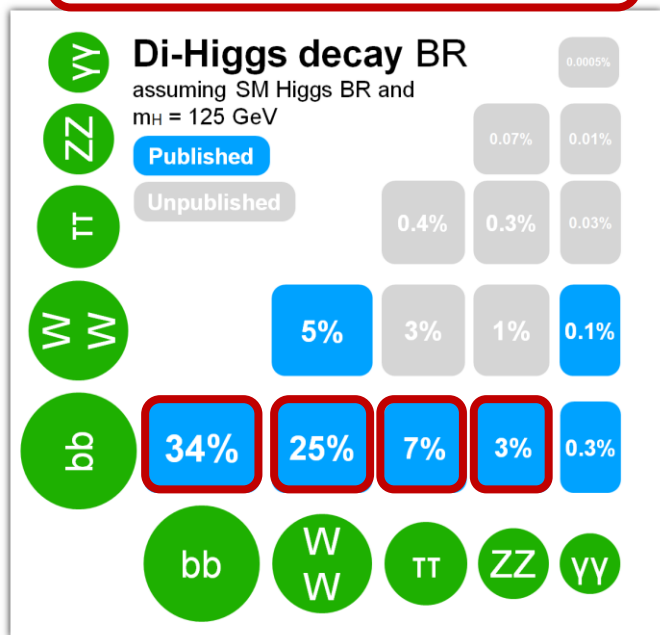 γγ
Di-Higgs decay BR
0.0005%
assuming SM Higgs BR and
mH = 125 GeV
ZZ
0.07% 0.01%
Published
Unpublished
ττ
0.4% 0.3% 0.03%
W W
5% 3% 1% 0.1%
bb
34% 25% 7% 3% 0.3%
bb
W
W
ττ
ZZ
γγ